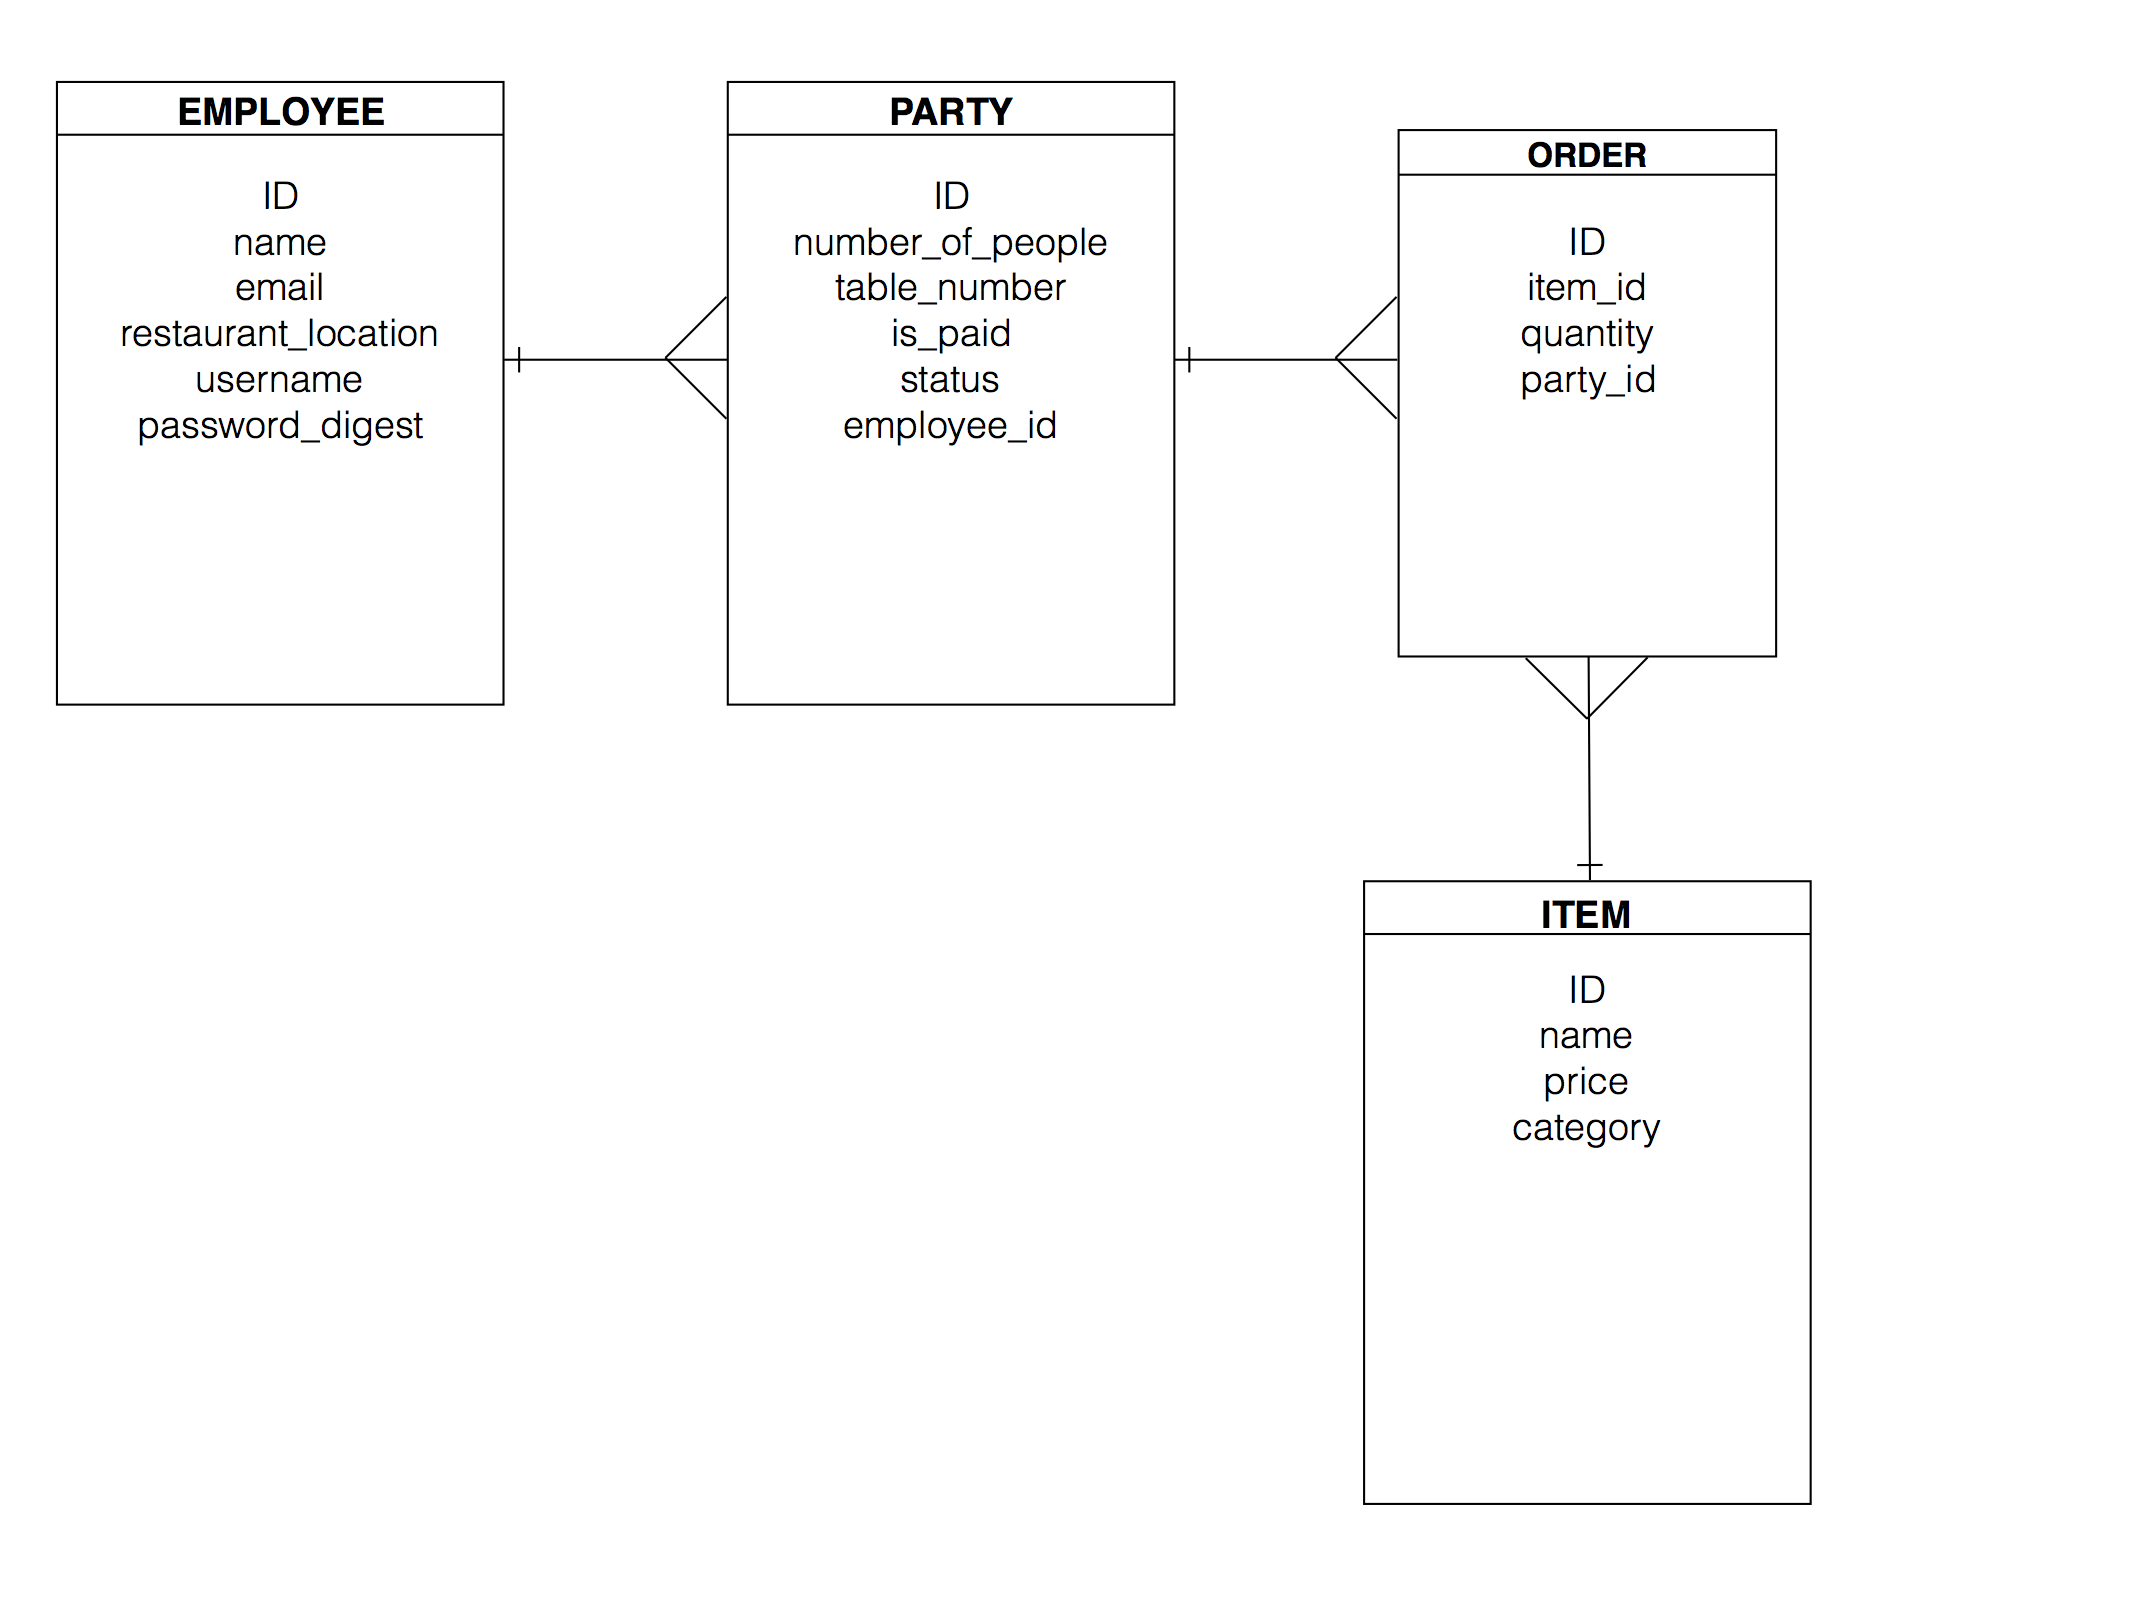 EMPLOYEE
ID
name
email
restaurant_location
username
password_digest
PARTY
ID
number_of_people
table_number
is_paid
status
employee_id
ORDER
ID
item_id
quantity
party_id
ITEM
ID
name
price
category